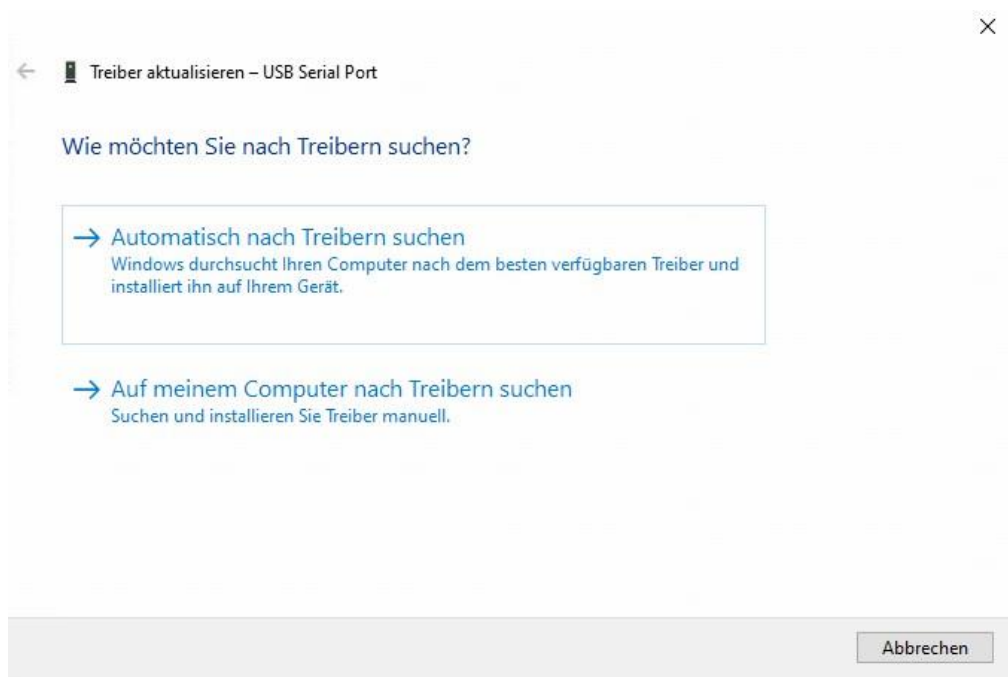 Treiber aktualisieren – USB Serial Port
Wie möchten Sie nach Treibern suchen?
Automatisch nach Treibern suchen
Windows durchsucht Ihren Computer nach dem besten verfügbaren Treiber und
installiert ihn auf Ihrem Gerät.
Auf meinem Computer nach Treibern suchen
Suchen und installieren Sie Treiber manuell.
Abbrechen